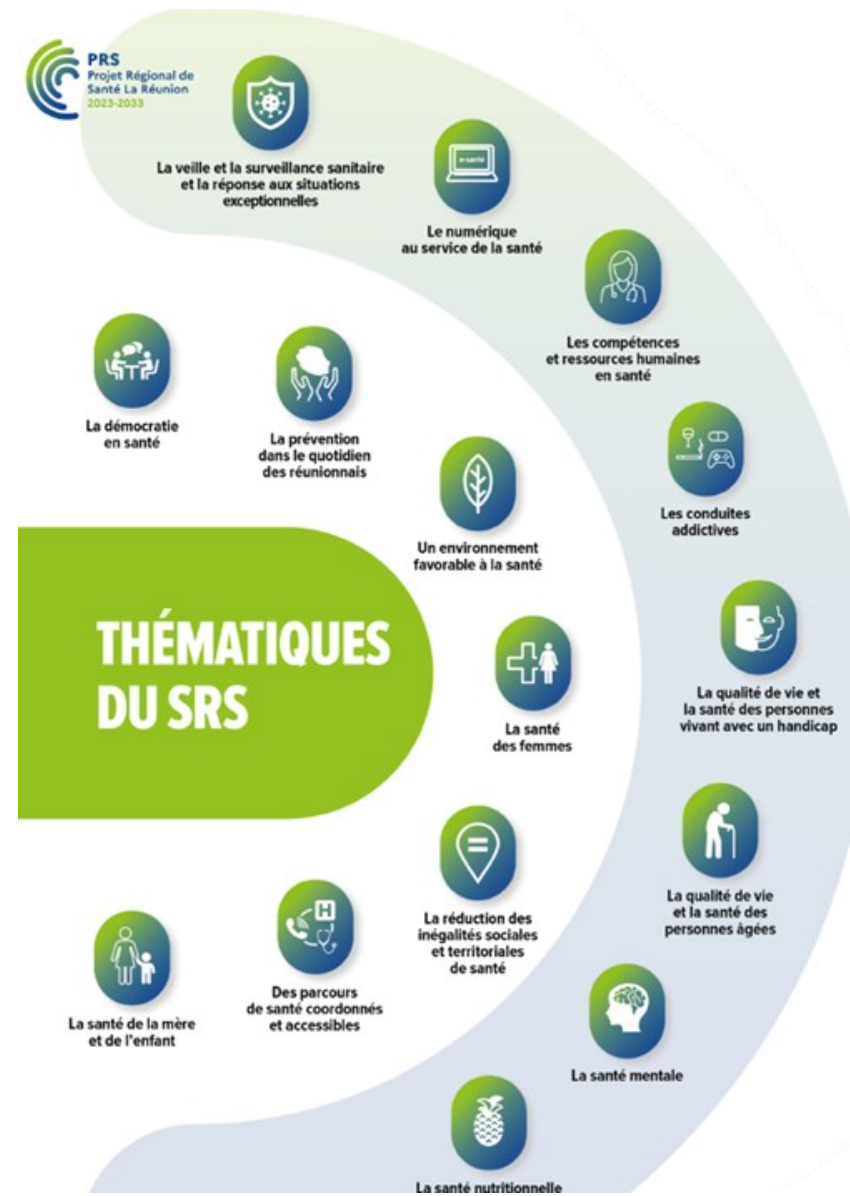 PRS
Projet Régional de
Santé La Réunion
2023-2033
La veille et la surveillance sanitaire
et la réponse aux situations
exceptionnelles
e-santé
Le numérique
au service de la santé
Les compétences
et ressources humaines
en santé
La démocratie
en santé
La prévention
dans le quotidien
des réunionnais
Les conduites
addictives
Un environnement
favorable à la santé
THÉMATIQUES
DU SRS
La santé
des femmes
La qualité de vie et
la santé des personnes
vivant avec un handicap
La qualité de vie
et la santé des
personnes âgées
La réduction des
inégalités sociales
et territoriales
de santé
H
Des parcours
de santé coordonnés
et accessibles
La santé de la mère
et de l'enfant
La santé mentale
La santé nutritionnelle